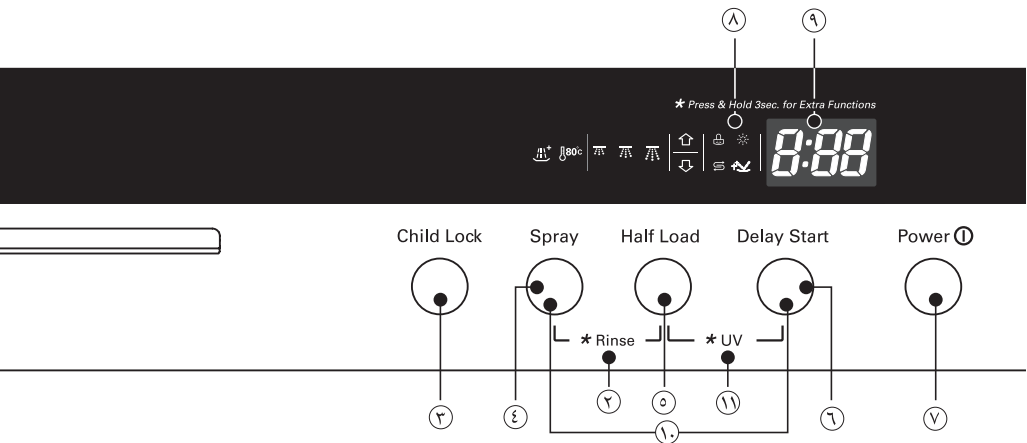 ٨ ٩
* Press & Hold 3sec. for Extra Functions
80°c 8:88
Child Lock Spray Half Load Delay Start Power
* Rinse * UV
٣ ٤ ٢ ٥ ١١ ٦ ٧
١٠